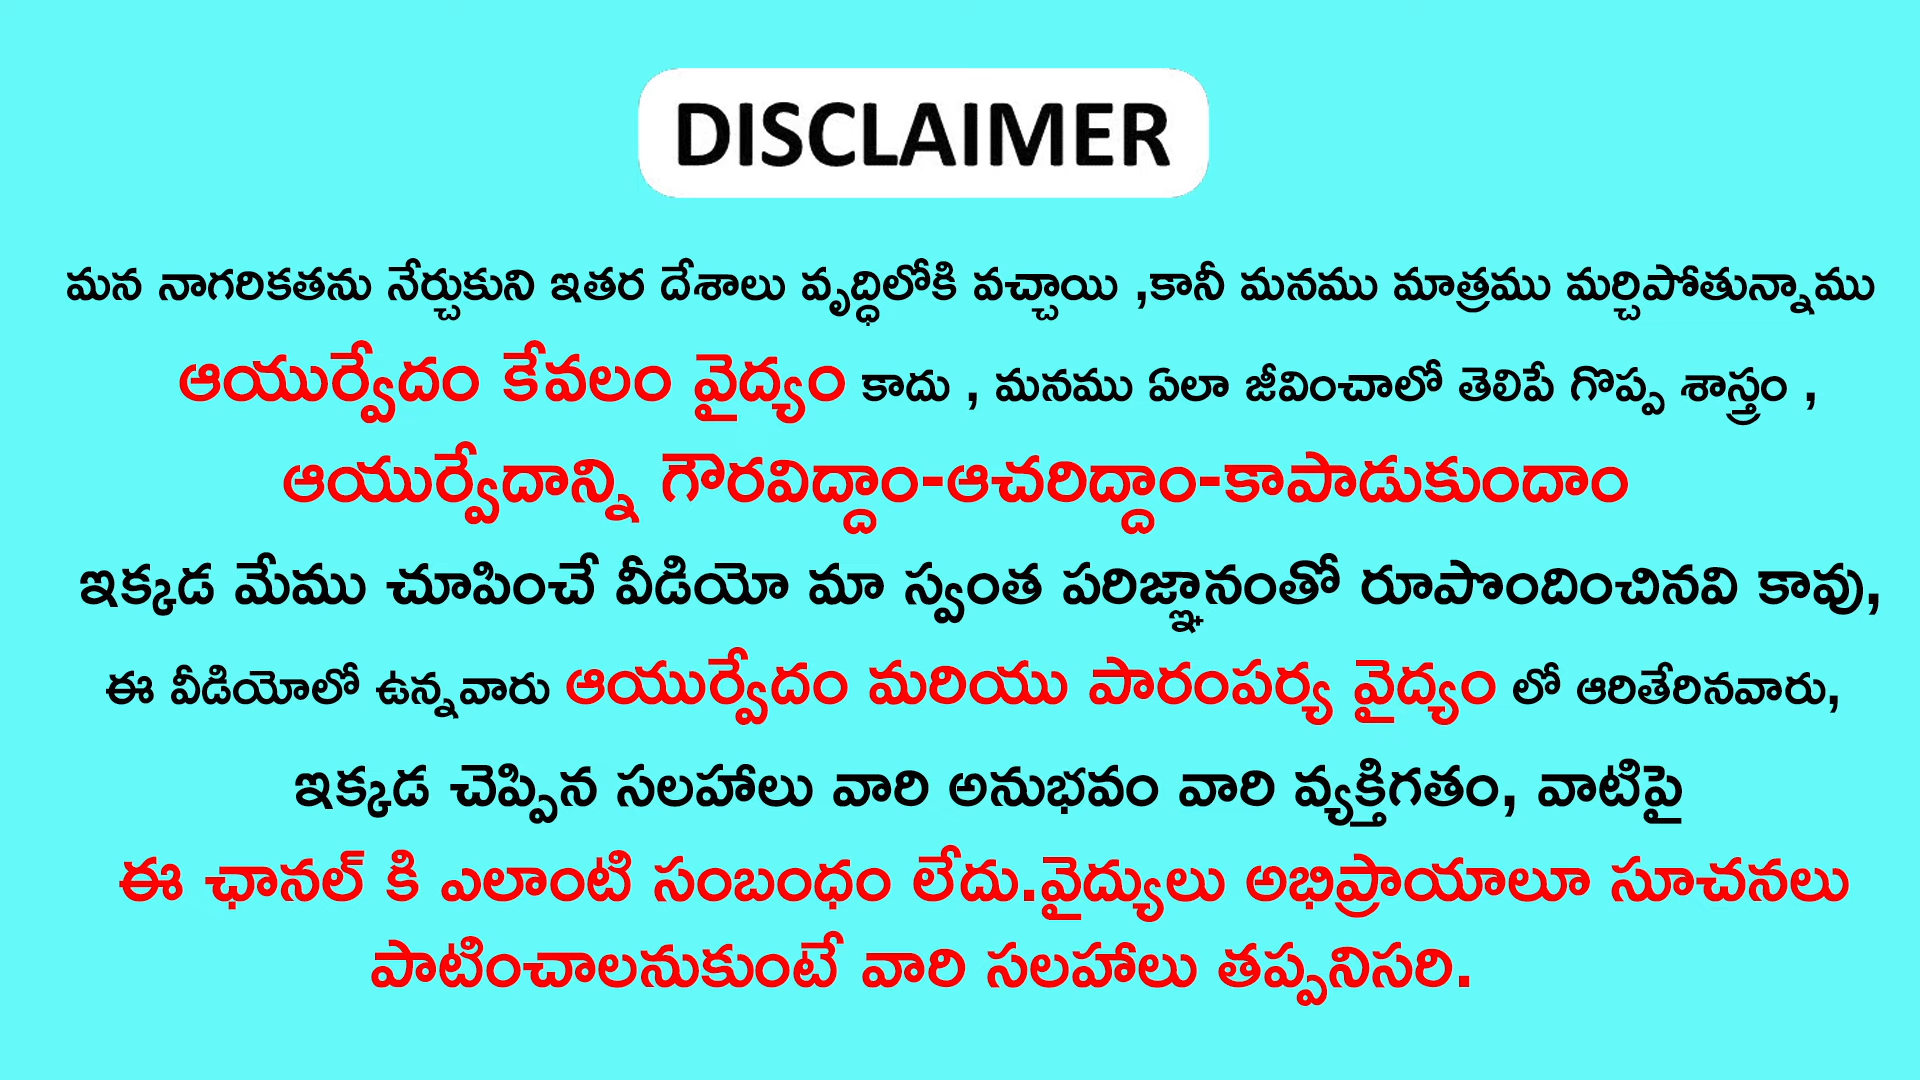 DISCLAIMER
మన నాగరికతను నేర్చుకుని ఇతర దేశాలు వృద్ధిలోకి వచ్చాయి ,కానీ మనము మాత్రము మర్చిపోతున్నాము
ఆయుర్వేదం కేవలం వైద్యం కాదు , మనము ఏలా జీవించాలో తెలిపే గొప్ప శాస్త్రం ,
ఆయుర్వేదాన్ని గౌరవిద్దాం-ఆచరిద్దాం-కాపాడుకుందాం
ఇక్కడ మేము చూపించే వీడియో మా స్వంత పరిజ్ఞానంతో రూపొందించినవి కావు,
ఈ వీడియోలో ఉన్నవారు ఆయుర్వేదం మరియు పారంపర్య వైద్యం లో ఆరితేరినవారు,
ఇక్కడ చెప్పిన సలహాలు వారి అనుభవం వారి వ్యక్తిగతం, వాటిపై
ఈ ఛానల్ కి ఎలాంటి సంబంధం లేదు.వైద్యులు అభిప్రాయాలూ సూచనలు
పాటించాలనుకుంటే వారి సలహాలు తప్పనిసరి.